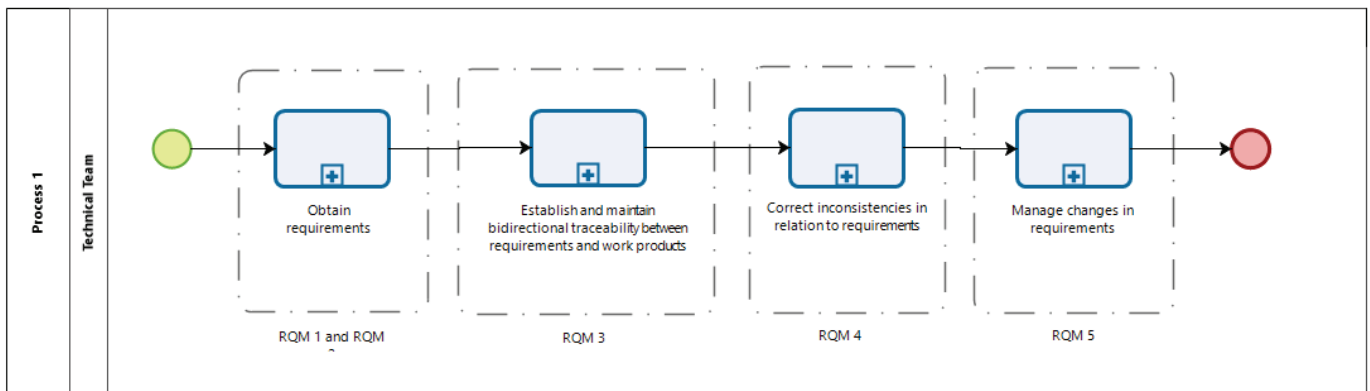 Process 1
Technical Team
Obtain
requirements
Establish and maintain
bidirectional traceability between
requirements and work products
Correct inconsistencies in
relation to requirements
Manage changes in
requirements
RQM 1 and RQM
RQM 3
RQM 4
RQM 5